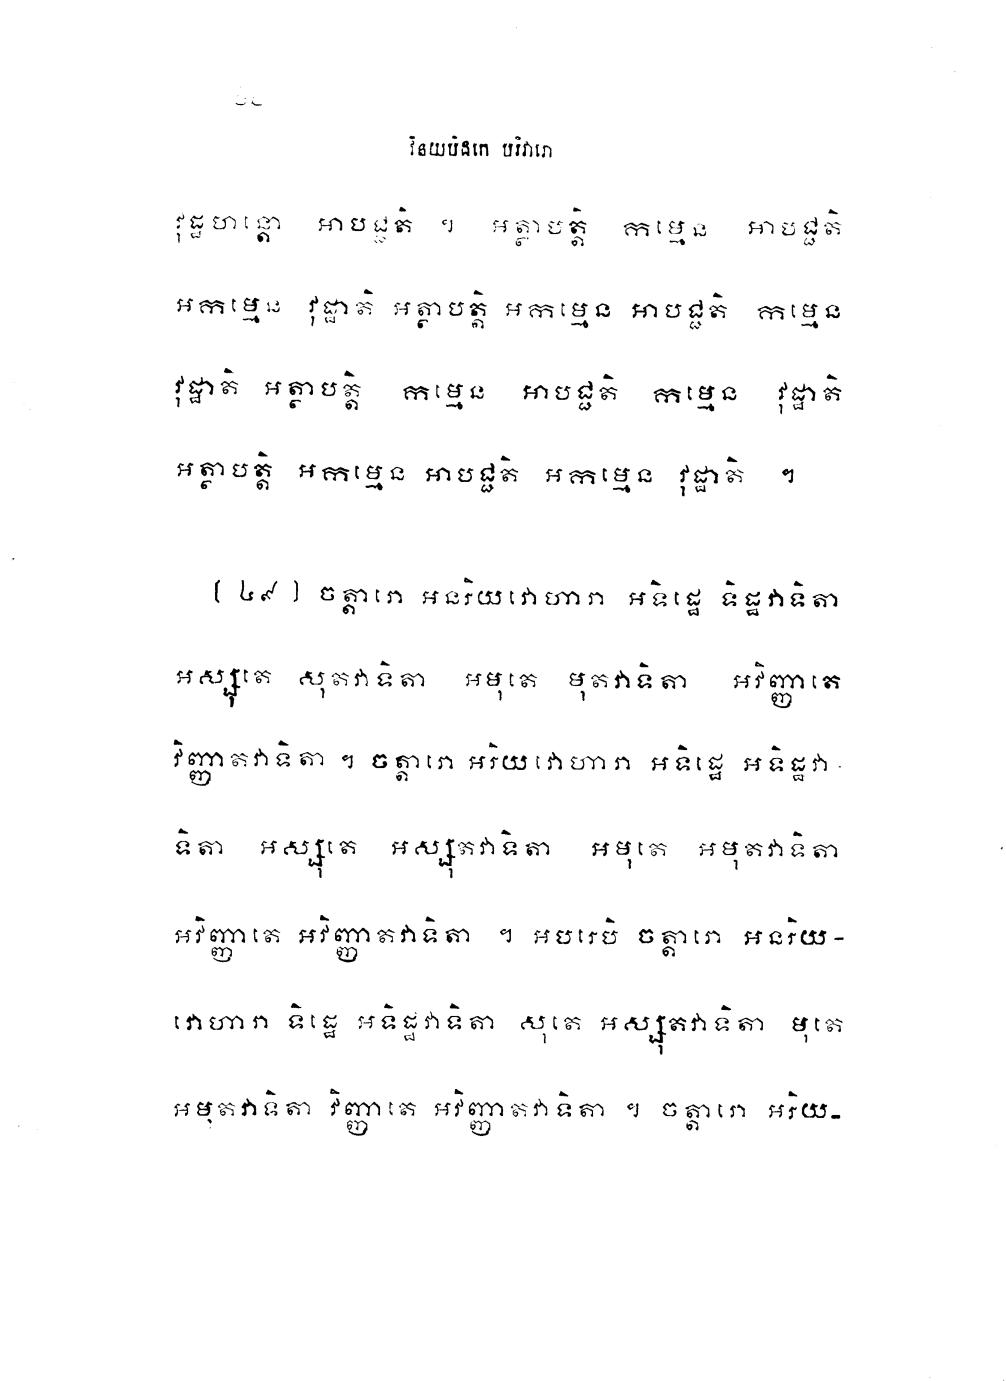 វិនយបិដកេ បរិវារោ
វុដ្ឋហន្តោ អាបជ្ជតិ ។ អត្ថាបត្តិ កម្មេន អាបជ្ជតិ
អកម្មេន វុដ្ឋាតិ អត្ថាបត្តិ អកម្មេន អាបជ្ជតិ កម្មេន
វុដ្ឋាតិ អត្ថាបត្តិ កម្មេន អាបជ្ជតិ កម្មេន វុដ្ឋាតិ
អត្ថាបត្តិ អកម្មេន អាបជ្ជតិ អកម្មេន វុដ្ឋាតិ ។
(៤៩) ចត្តារោ អនរិយវោហារា អទិដ្ឋេ ទិដ្ឋវាទិតា
អស្សុតេ សុតវាទិតា អមុតេ មុតវាទិតា អវិញ្ញាតេ
វិញ្ញាតវាទិតា ។ ចត្តារោ អរិយវោហារា អទិដ្ឋេ អទិដ្ឋវា-
ទិតា អស្សុតេ អស្សុតវាទិតា អមុតេ អមុតវាទិតា
អវិញ្ញាតេ អវិញ្ញាតវាទិតា ។ អបរេបិ ចត្តារោ អនរិយ-
វោហារា ទិដ្ឋេ អទិដ្ឋវាទិតា សុតេ អស្សុតវាទិតា មុតេ
អមុតវាទិតា វិញ្ញាតេ អវិញ្ញាតវាទិតា ។ ចត្តារោ អរិយ-